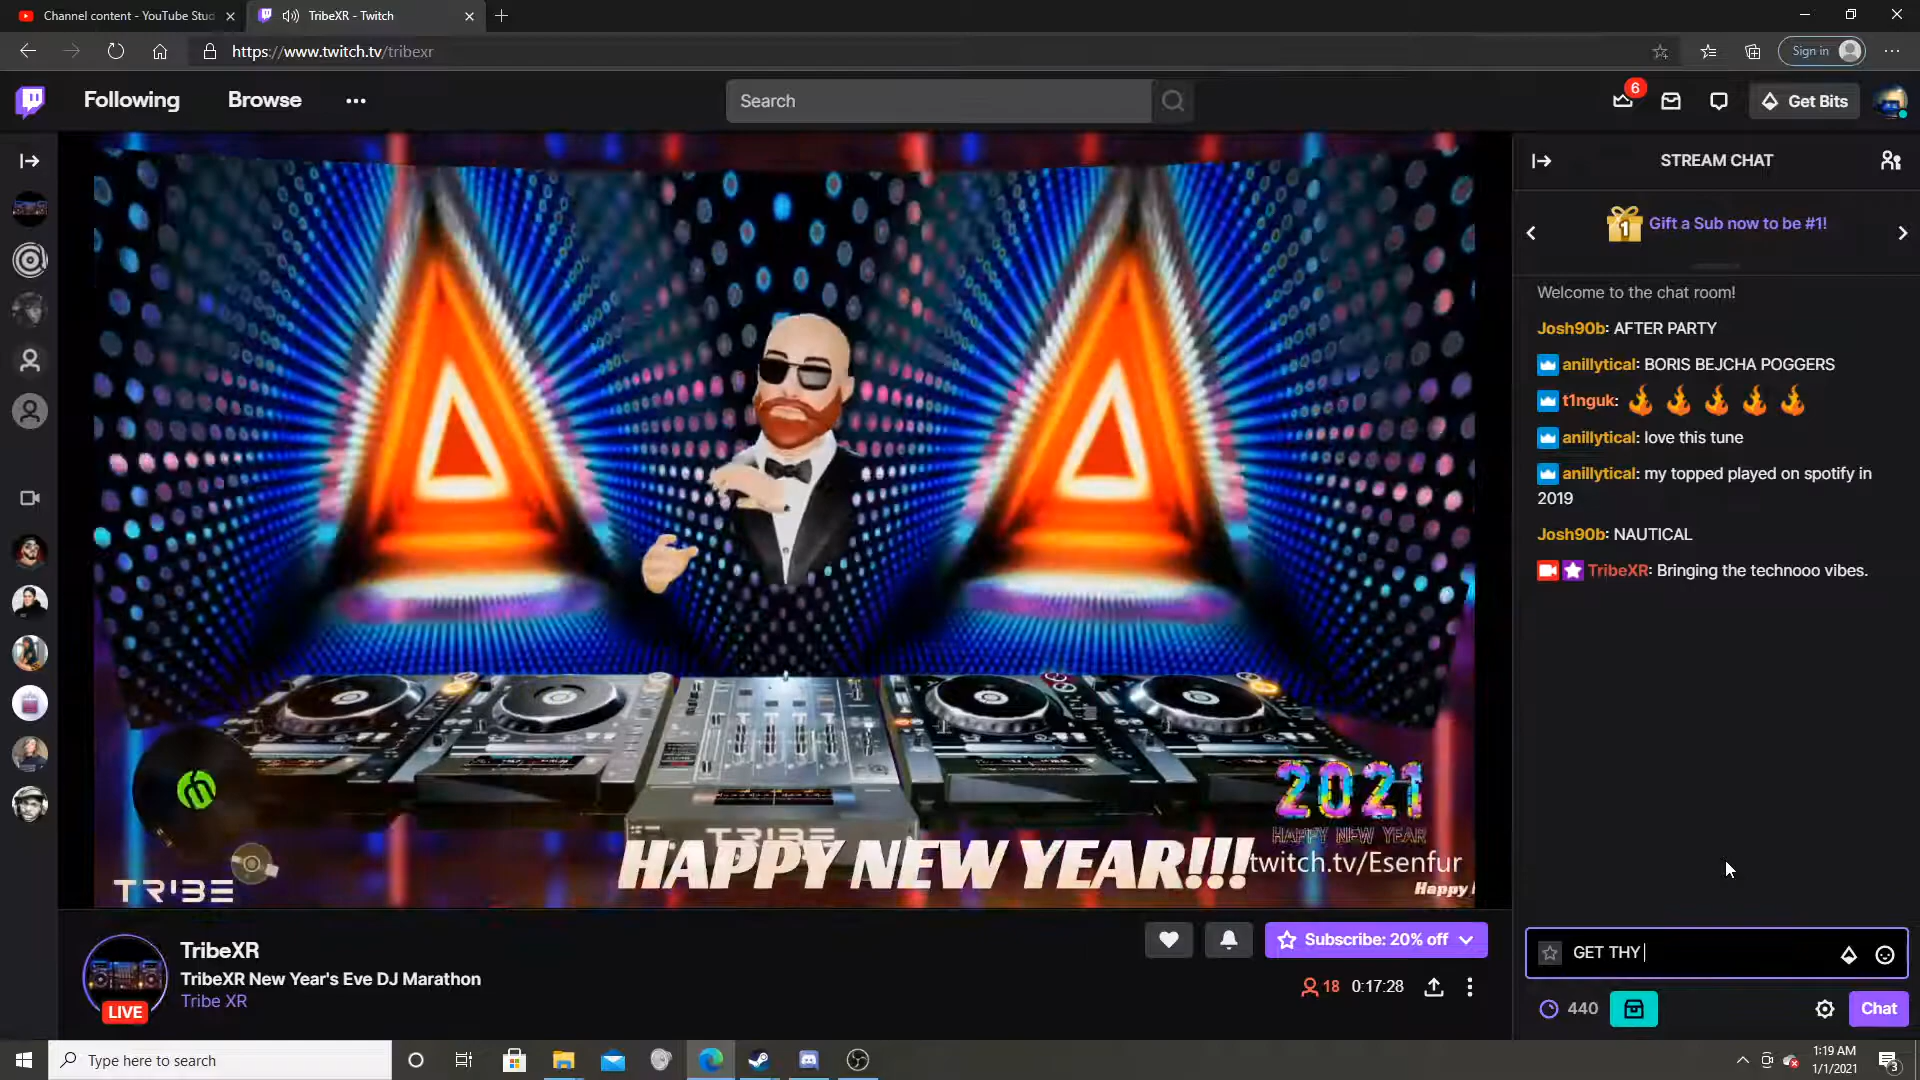 Channel content - YouTube Stud
TribeXR - Twitch
https://www.twitch.tv/tribexr
Sign in
Following
Browse
Search
6
Get Bits
STREAM CHAT
1
Gift a Sub now to be #1!
Welcome to the chat room!
Josh90b: AFTER PARTY
anillytical: BORIS BEJCHA POGGERS
t1nguk:
anillytical: love this tune
anillytical: my topped played on spotify in
2019
Josh90b: NAUTICAL
TribeXR: Bringing the technooo vibes.
2021
HAPPY NEW YEAR
TRIBE
HAPPY NEW YEAR!!!
twitch.tv/Esenfur
Happy
TRIBE
TribeXR
TribeXR New Year's Eve DJ Marathon
Tribe XR
LIVE
Subscribe: 20% off
18
0:17:28
GET THY
440
Chat
Type here to search
1:19 AM
1/1/2021
3